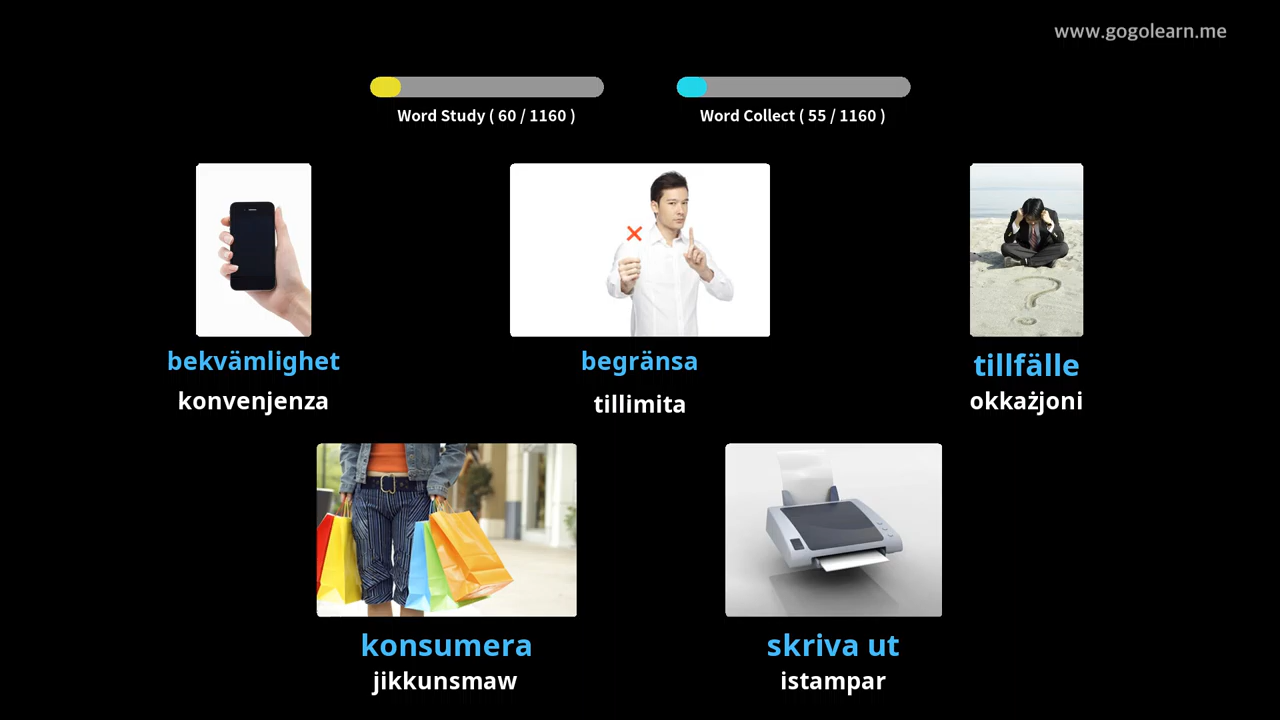 www.gogolearn.me
Word Study ( 60 / 1160 )
Word Collect ( 55 / 1160 )
bekvämlighet
konvenjenza
begränsa
tillimita
tillfälle
okkażjoni
konsumera
jikkunsmaw
skriva ut
istampar